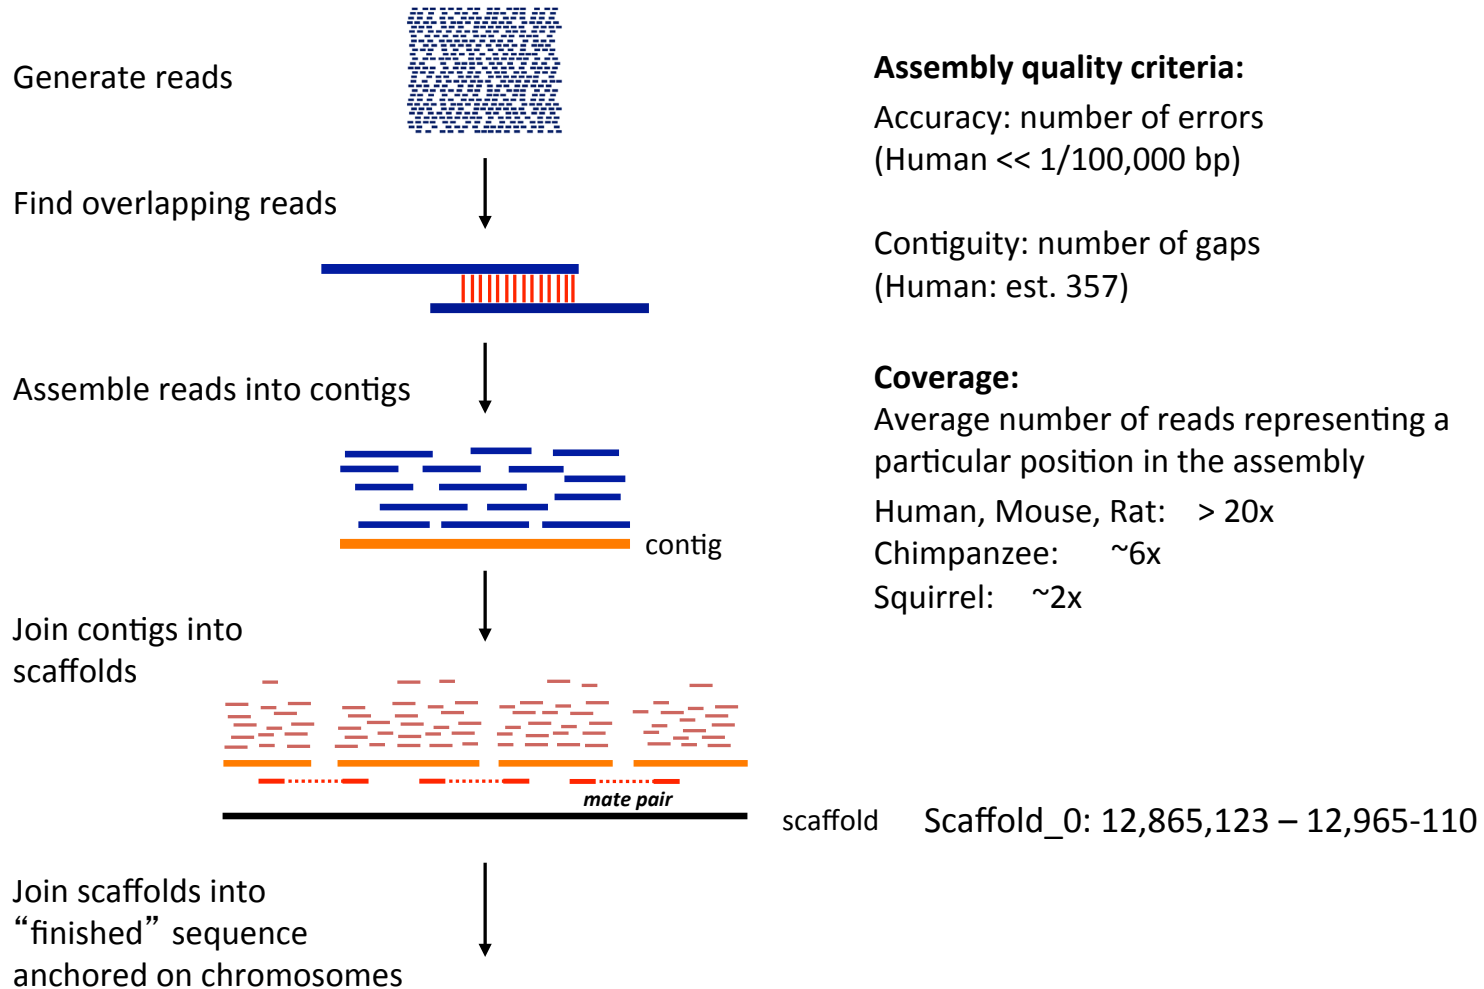 Generate reads
Find overlapping reads
Assemble reads into contigs
contig
Join contigs into
scaffolds
mate pair
scaffold
Scaffold_0: 12,865,123 – 12,965-110
Join scaffolds into
“finished” sequence
anchored on chromosomes
Assembly quality criteria:
Accuracy: number of errors
(Human << 1/100,000 bp)
Contiguity: number of gaps
(Human: est. 357)
Coverage:
Average number of reads representing a
particular position in the assembly
Human, Mouse, Rat: > 20x
Chimpanzee: ~6x
Squirrel: ~2x